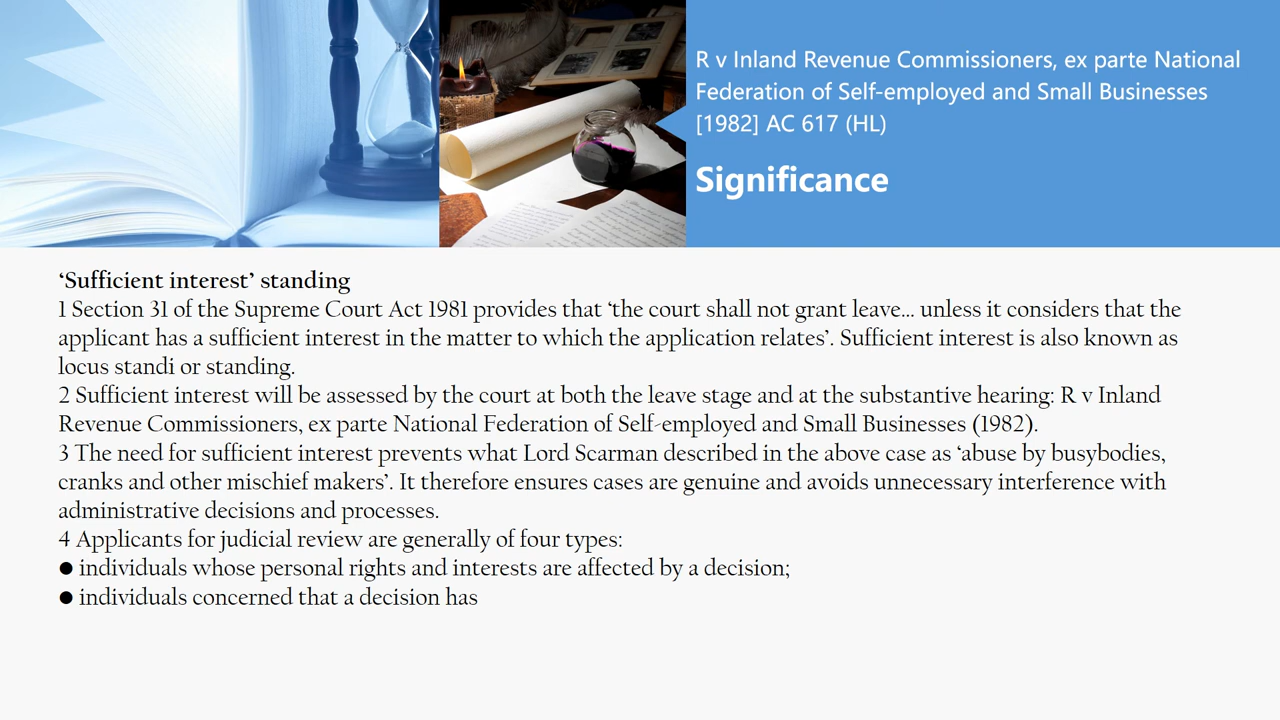 R v Inland Revenue Commissioners, ex parte National
Federation of Self-employed and Small Businesses
[1982] AC 617 (HL)
Significance
‘Sufficient interest’ standing
1 Section 31 of the Supreme Court Act 1981 provides that ‘the court shall not grant leave... unless it considers that the
applicant has a sufficient interest in the matter to which the application relates’. Sufficient interest is also known as
locus standi or standing.
2 Sufficient interest will be assessed by the court at both the leave stage and at the substantive hearing: R v Inland
Revenue Commissioners, ex parte National Federation of Self-employed and Small Businesses (1982).
3 The need for sufficient interest prevents what Lord Scarman described in the above case as ‘abuse by busybodies,
cranks and other mischief makers’. It therefore ensures cases are genuine and avoids unnecessary interference with
administrative decisions and processes.
4 Applicants for judicial review are generally of four types:
● individuals whose personal rights and interests are affected by a decision;
● individuals concerned that a decision has